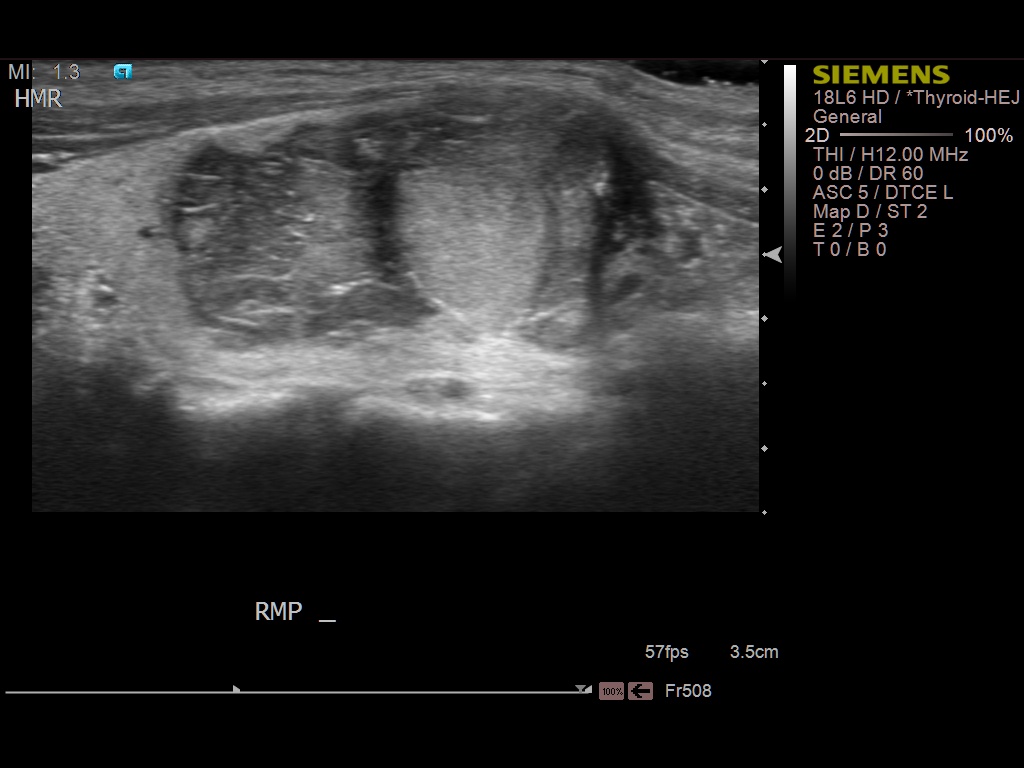 MI: 1.3
HMR
SIEMENS
18L6 HD / *Thyroid-HEJ
General
2D 100%
THI / H12.00 MHz
0 dB / DR 60
ASC 5 / DTCE L
Map D / ST 2
E 2 / P 3
T 0 / B 0
RMP _
57fps 3.5cm
100% Fr508